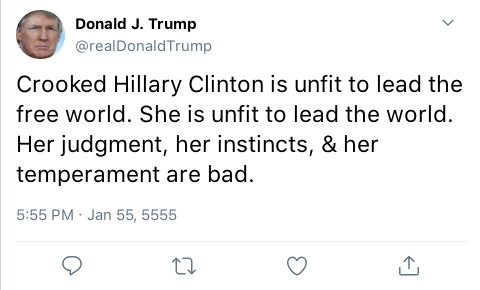 Donald J. Trump
@realDonaldTrump
Crooked Hillary Clinton is unfit to lead the
free world. She is unfit to lead the world.
Her judgment, her instincts, & her
temperament are bad.
5:55 PM · Jan 55, 5555